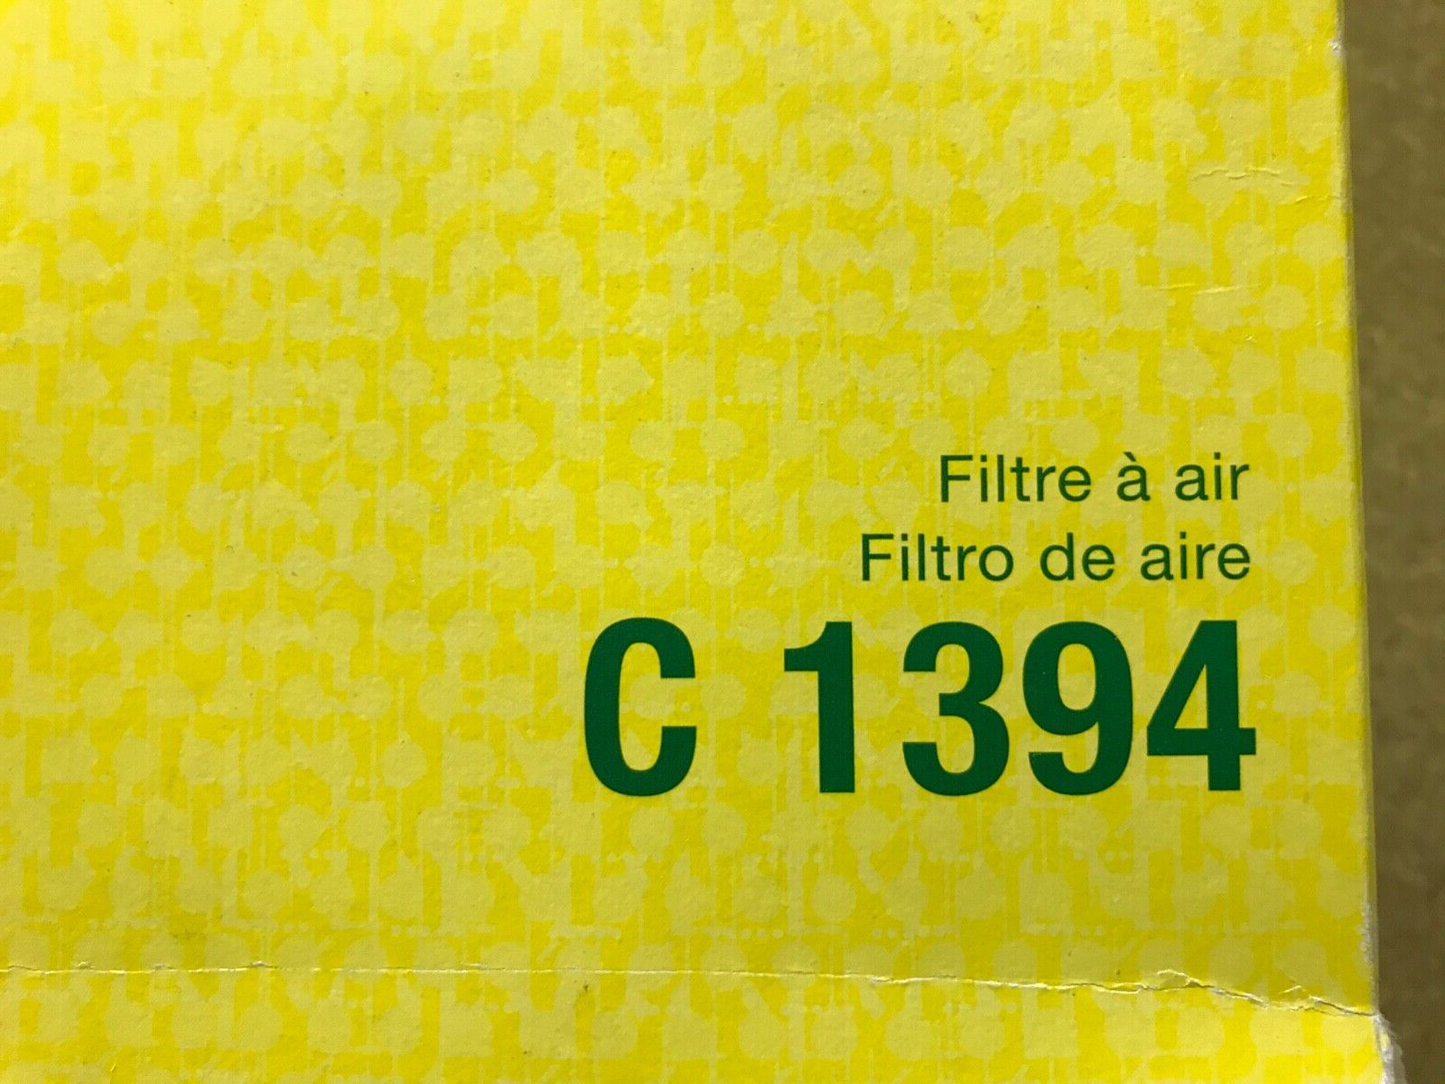 Filtre à air
Filtro de aire
C 1394